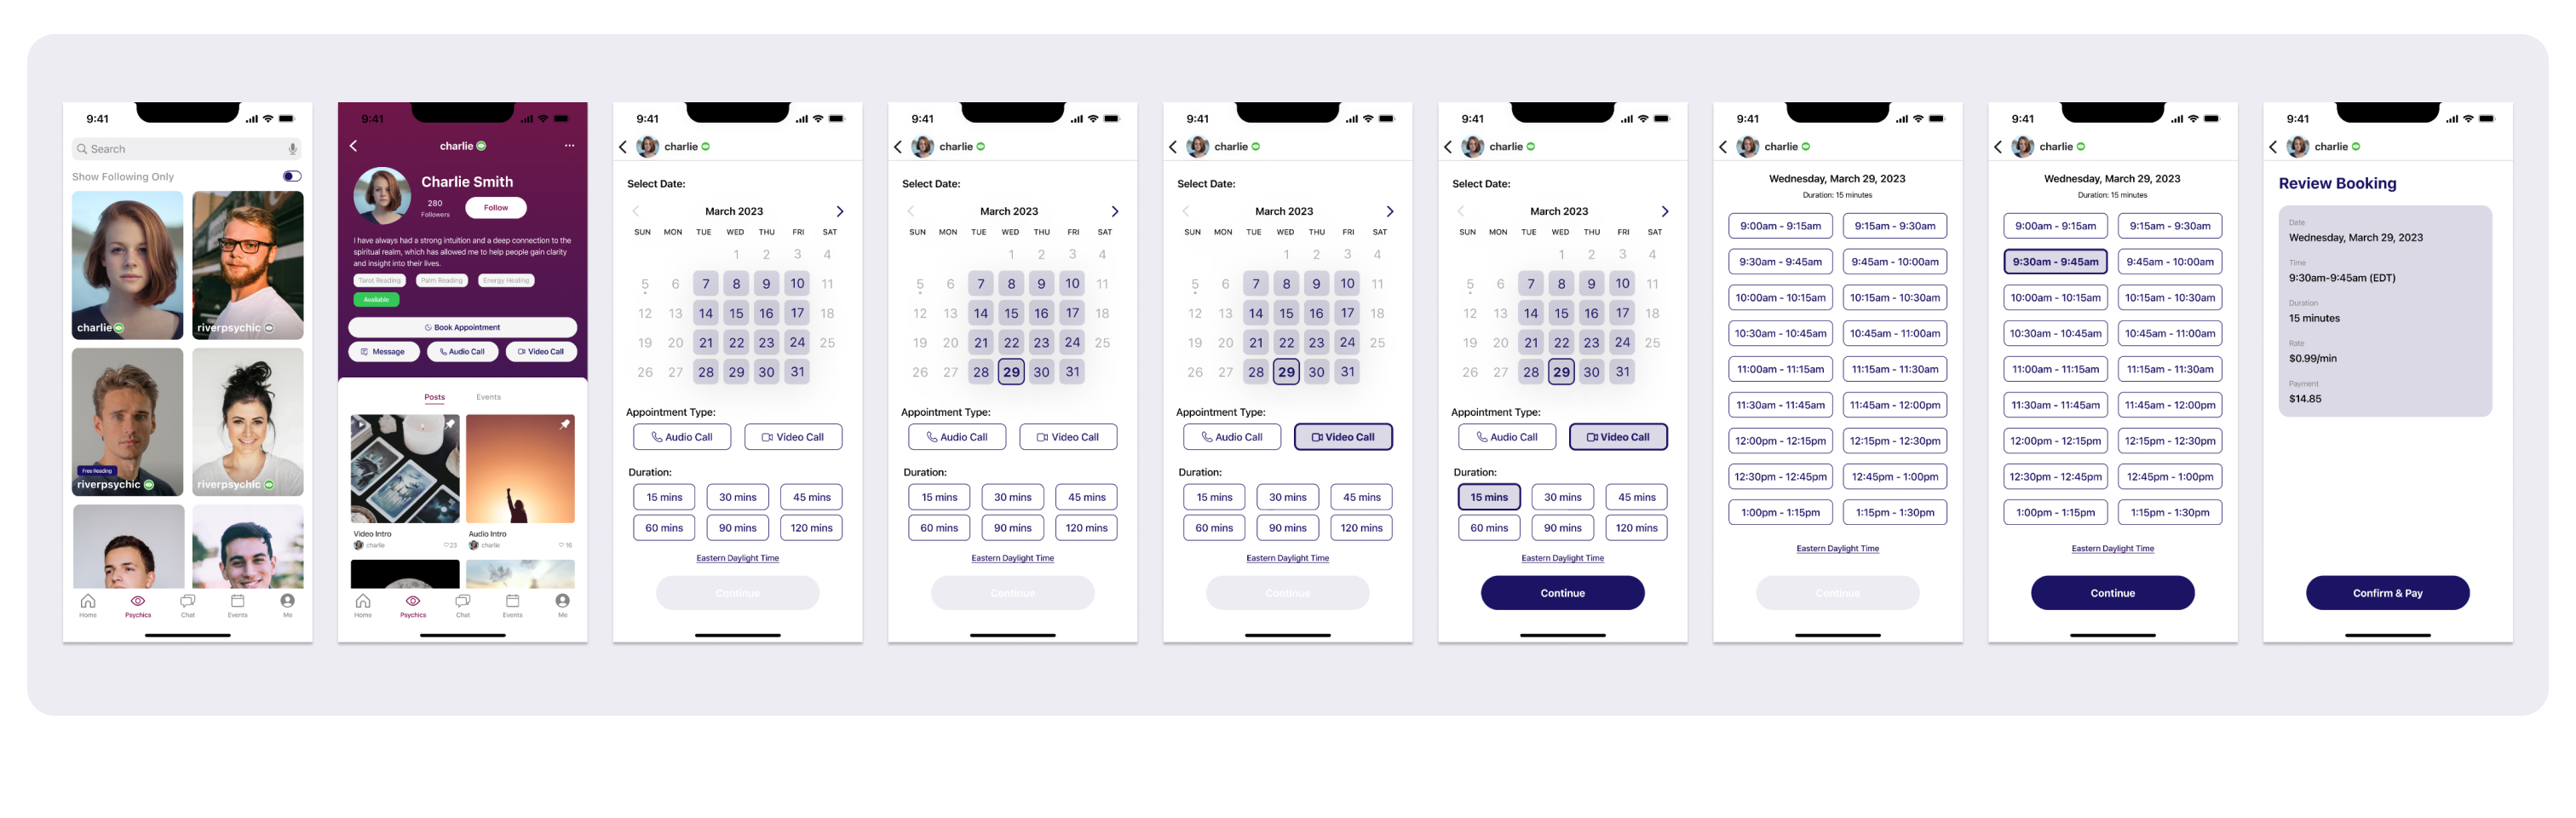 9:41
Search
Show Following Only
charlie
riverpsychic
Free Reading
riverpsychic
riverpsychic
Home Psychics Chat Events Me
9:41
charlie
Charlie Smith
280
Followers
Follow
I have always had a strong intuition and a deep connection to the
spiritual realm, which has allowed me to help people gain clarity
and insight into their lives.
Tarot Reading Palm Reading Energy Healing
Available
Book Appointment
Message Audio Call Video Call
Posts Events
Video Intro
charlie 23
Audio Intro
charlie 16
Home Psychics Chat Events Me
9:41
charlie
Select Date:
March 2023
SUN MON TUE WED THU FRI SAT
1 2 3 4
5 6 7 8 9 10 11
12 13 14 15 16 17 18
19 20 21 22 23 24 25
26 27 28 29 30 31
Appointment Type:
Audio Call Video Call
Duration:
15 mins 30 mins 45 mins
60 mins 90 mins 120 mins
Eastern Daylight Time
Continue
9:41
charlie
Select Date:
March 2023
SUN MON TUE WED THU FRI SAT
1 2 3 4
5 6 7 8 9 10 11
12 13 14 15 16 17 18
19 20 21 22 23 24 25
26 27 28 29 30 31
Appointment Type:
Audio Call Video Call
Duration:
15 mins 30 mins 45 mins
60 mins 90 mins 120 mins
Eastern Daylight Time
Continue
9:41
charlie
Select Date:
March 2023
SUN MON TUE WED THU FRI SAT
1 2 3 4
5 6 7 8 9 10 11
12 13 14 15 16 17 18
19 20 21 22 23 24 25
26 27 28 29 30 31
Appointment Type:
Audio Call Video Call
Duration:
15 mins 30 mins 45 mins
60 mins 90 mins 120 mins
Eastern Daylight Time
Continue
9:41
charlie
Select Date:
March 2023
SUN MON TUE WED THU FRI SAT
1 2 3 4
5 6 7 8 9 10 11
12 13 14 15 16 17 18
19 20 21 22 23 24 25
26 27 28 29 30 31
Appointment Type:
Audio Call Video Call
Duration:
15 mins 30 mins 45 mins
60 mins 90 mins 120 mins
Eastern Daylight Time
Continue
9:41
charlie
Wednesday, March 29, 2023
Duration: 15 minutes
9:00am - 9:15am 9:15am - 9:30am
9:30am - 9:45am 9:45am - 10:00am
10:00am - 10:15am 10:15am - 10:30am
10:30am - 10:45am 10:45am - 11:00am
11:00am - 11:15am 11:15am - 11:30am
11:30am - 11:45am 11:45am - 12:00pm
12:00pm - 12:15pm 12:15pm - 12:30pm
12:30pm - 12:45pm 12:45pm - 1:00pm
1:00pm - 1:15pm 1:15pm - 1:30pm
Eastern Daylight Time
Continue
9:41
charlie
Wednesday, March 29, 2023
Duration: 15 minutes
9:00am - 9:15am 9:15am - 9:30am
9:30am - 9:45am 9:45am - 10:00am
10:00am - 10:15am 10:15am - 10:30am
10:30am - 10:45am 10:45am - 11:00am
11:00am - 11:15am 11:15am - 11:30am
11:30am - 11:45am 11:45am - 12:00pm
12:00pm - 12:15pm 12:15pm - 12:30pm
12:30pm - 12:45pm 12:45pm - 1:00pm
1:00pm - 1:15pm 1:15pm - 1:30pm
Eastern Daylight Time
Continue
9:41
charlie
Review Booking
Date
Wednesday, March 29, 2023
Time
9:30am-9:45am (EDT)
Duration
15 minutes
Rate
$0.99/min
Payment
$14.85
Confirm & Pay